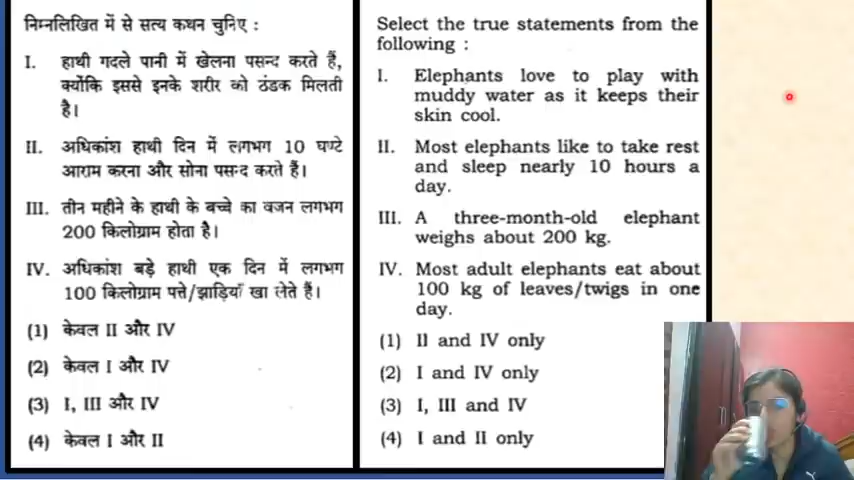 निम्नलिखित में से सत्य कथन चुनिए :
I. हाथी गदले पानी में खेलना पसन्द करते हैं,
क्योंकि इससे इनके शरीर को ठंडक मिलती
है।
II. अधिकांश हाथी दिन में लगभग 10 घण्टे
आराम करना और सोना पसन्द करते हैं।
III. तीन महीने के हाथी के बच्चे का वजन लगभग
200 किलोग्राम होता है।
IV. अधिकांश बड़े हाथी एक दिन में लगभग
100 किलोग्राम पत्ते/झाड़ियाँ खा लेते हैं।
(1) केवल II और IV
(2) केवल I और IV
(3) I, III और IV
(4) केवल I और II
Select the true statements from the
following :
I. Elephants love to play with
muddy water as it keeps their
skin cool.
II. Most elephants like to take rest
and sleep nearly 10 hours a
day.
III. A three-month-old elephant
weighs about 200 kg.
IV. Most adult elephants eat about
100 kg of leaves/twigs in one
day.
(1) II and IV only
(2) I and IV only
(3) I, III and IV
(4) I and II only